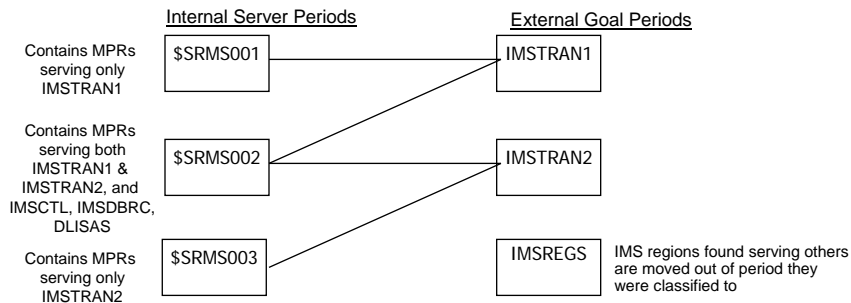 Internal Server Periods
External Goal Periods
Contains MPRs
serving only
IMSTRAN1
$SRMS001
IMSTRAN1
Contains MPRs
serving both
IMSTRAN1 &
IMSTRAN2, and
IMSCTL, IMSDBRC,
DLISAS
$SRMS002
IMSTRAN2
Contains MPRs
serving only
IMSTRAN2
$SRMS003
IMSREGS
IMS regions found serving others
are moved out of period they
were classified to